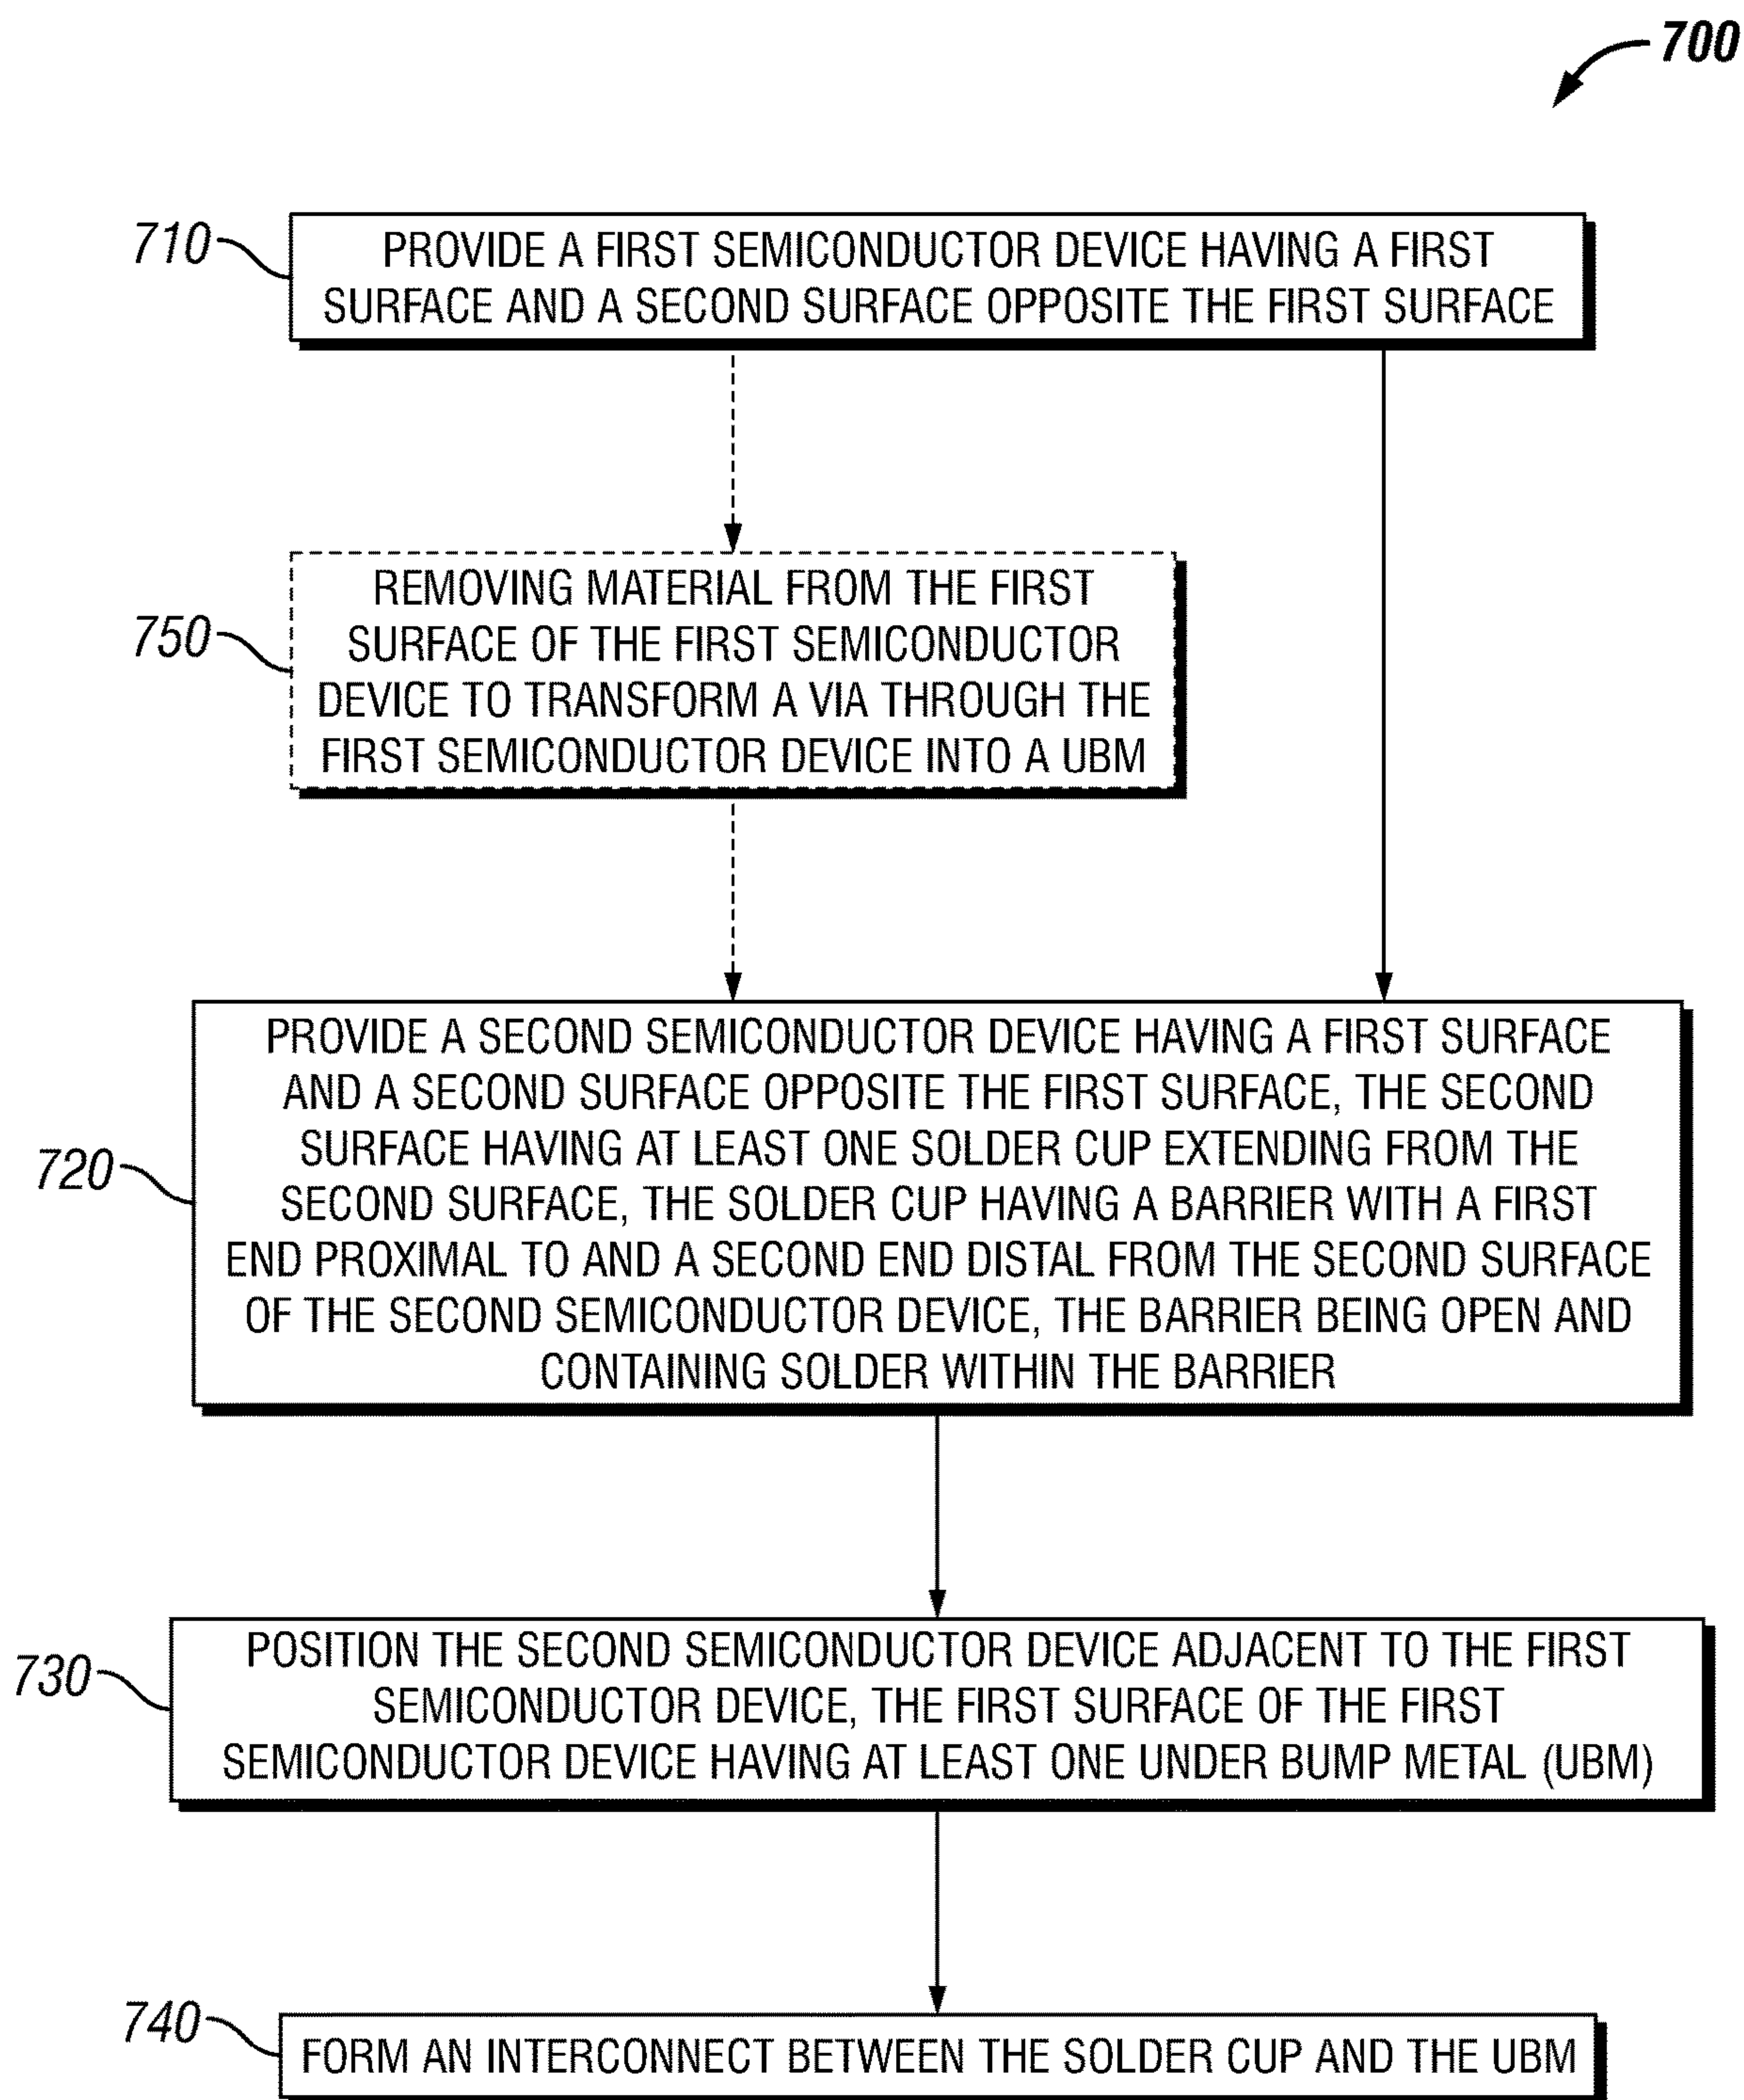 700
710
PROVIDE A FIRST SEMICONDUCTOR DEVICE HAVING A FIRST
SURFACE AND A SECOND SURFACE OPPOSITE THE FIRST SURFACE
750
REMOVING MATERIAL FROM THE FIRST
SURFACE OF THE FIRST SEMICONDUCTOR
DEVICE TO TRANSFORM A VIA THROUGH THE
FIRST SEMICONDUCTOR DEVICE INTO A UBM
720
PROVIDE A SECOND SEMICONDUCTOR DEVICE HAVING A FIRST SURFACE
AND A SECOND SURFACE OPPOSITE THE FIRST SURFACE, THE SECOND
SURFACE HAVING AT LEAST ONE SOLDER CUP EXTENDING FROM THE
SECOND SURFACE, THE SOLDER CUP HAVING A BARRIER WITH A FIRST
END PROXIMAL TO AND A SECOND END DISTAL FROM THE SECOND SURFACE
OF THE SECOND SEMICONDUCTOR DEVICE, THE BARRIER BEING OPEN AND
CONTAINING SOLDER WITHIN THE BARRIER
730
POSITION THE SECOND SEMICONDUCTOR DEVICE ADJACENT TO THE FIRST
SEMICONDUCTOR DEVICE, THE FIRST SURFACE OF THE FIRST
SEMICONDUCTOR DEVICE HAVING AT LEAST ONE UNDER BUMP METAL (UBM)
740
FORM AN INTERCONNECT BETWEEN THE SOLDER CUP AND THE UBM